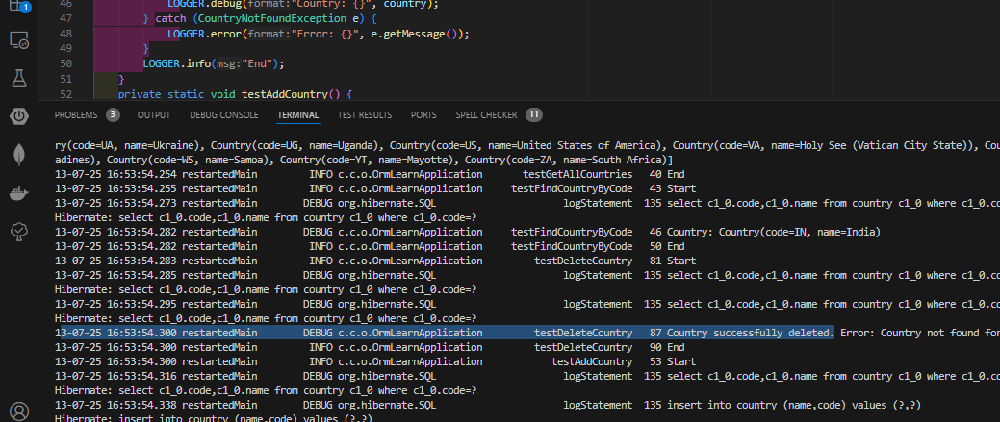 1
46 LOGGER.debug(format:"Country: {}", country);
47 } catch (CountryNotFoundException e) {
48 LOGGER.error(format:"Error: {}", e.getMessage());
49 }
50 LOGGER.info(msg:"End");
51 }
52 private static void testAddCountry() {
PROBLEMS 3 OUTPUT DEBUG CONSOLE TERMINAL TEST RESULTS PORTS SPELL CHECKER 11
ry(code=UA, name=Ukraine), Country(code=UG, name=Uganda), Country(code=US, name=United States of America), Country(code=VA, name=Holy See (Vatican City State)), Cou
adines), Country(code=WS, name=Samoa), Country(code=YT, name=Mayotte), Country(code=ZA, name=South Africa)]
13-07-25 16:53:54.254 restartedMain INFO c.c.o.OrmLearnApplication testGetAllCountries 40 End
13-07-25 16:53:54.255 restartedMain INFO c.c.o.OrmLearnApplication testFindCountryByCode 43 Start
13-07-25 16:53:54.273 restartedMain DEBUG org.hibernate.SQL logStatement 135 select c1_0.code,c1_0.name from country c1_0 where c1_0.co
Hibernate: select c1_0.code,c1_0.name from country c1_0 where c1_0.code=?
13-07-25 16:53:54.282 restartedMain DEBUG c.c.o.OrmLearnApplication testFindCountryByCode 46 Country: Country(code=IN, name=India)
13-07-25 16:53:54.282 restartedMain INFO c.c.o.OrmLearnApplication testFindCountryByCode 50 End
13-07-25 16:53:54.283 restartedMain INFO c.c.o.OrmLearnApplication testDeleteCountry 81 Start
13-07-25 16:53:54.285 restartedMain DEBUG org.hibernate.SQL logStatement 135 select c1_0.code,c1_0.name from country c1_0 where c1_0.co
Hibernate: select c1_0.code,c1_0.name from country c1_0 where c1_0.code=?
13-07-25 16:53:54.295 restartedMain DEBUG org.hibernate.SQL logStatement 135 select c1_0.code,c1_0.name from country c1_0 where c1_0.co
Hibernate: select c1_0.code,c1_0.name from country c1_0 where c1_0.code=?
13-07-25 16:53:54.300 restartedMain DEBUG c.c.o.OrmLearnApplication testDeleteCountry 87 Country successfully deleted. Error: Country not found for
13-07-25 16:53:54.300 restartedMain INFO c.c.o.OrmLearnApplication testDeleteCountry 90 End
13-07-25 16:53:54.300 restartedMain INFO c.c.o.OrmLearnApplication testAddCountry 53 Start
13-07-25 16:53:54.316 restartedMain DEBUG org.hibernate.SQL logStatement 135 select c1_0.code,c1_0.name from country c1_0 where c1_0.co
Hibernate: select c1_0.code,c1_0.name from country c1_0 where c1_0.code=?
13-07-25 16:53:54.338 restartedMain DEBUG org.hibernate.SQL logStatement 135 insert into country (name,code) values (?,?)
Hibernate: insert into country (name,code) values (?,?)